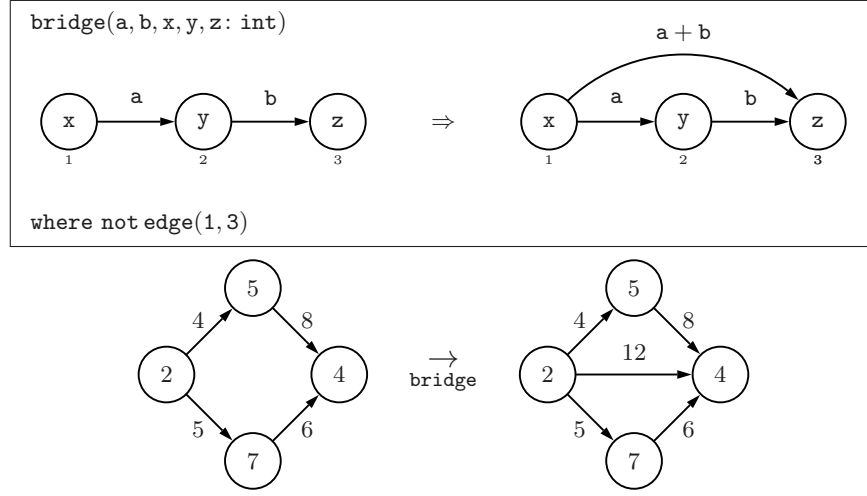 bridge(a, b, x, y, z: int)
a + b
a b a b
x y z ⇒ x y z
1 2 3 1 2 3
where not edge(1, 3)
5 5
4 8 4 8
12
2 4 → 2 4
bridge
5 6 5 6
7 7